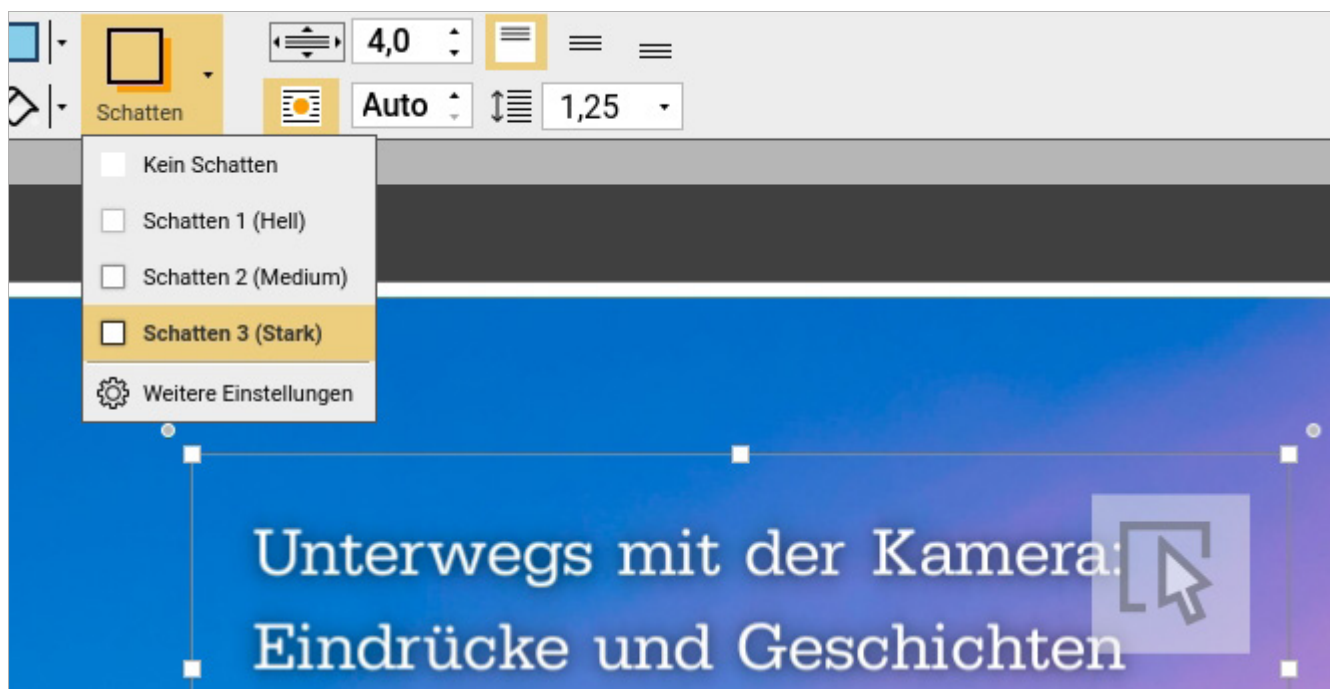 4,0
Schatten
Auto
1,25
Kein Schatten
Schatten 1 (Hell)
Schatten 2 (Medium)
Schatten 3 (Stark)
Weitere Einstellungen
Unterwegs mit der Kamera:
Eindrücke und Geschichten